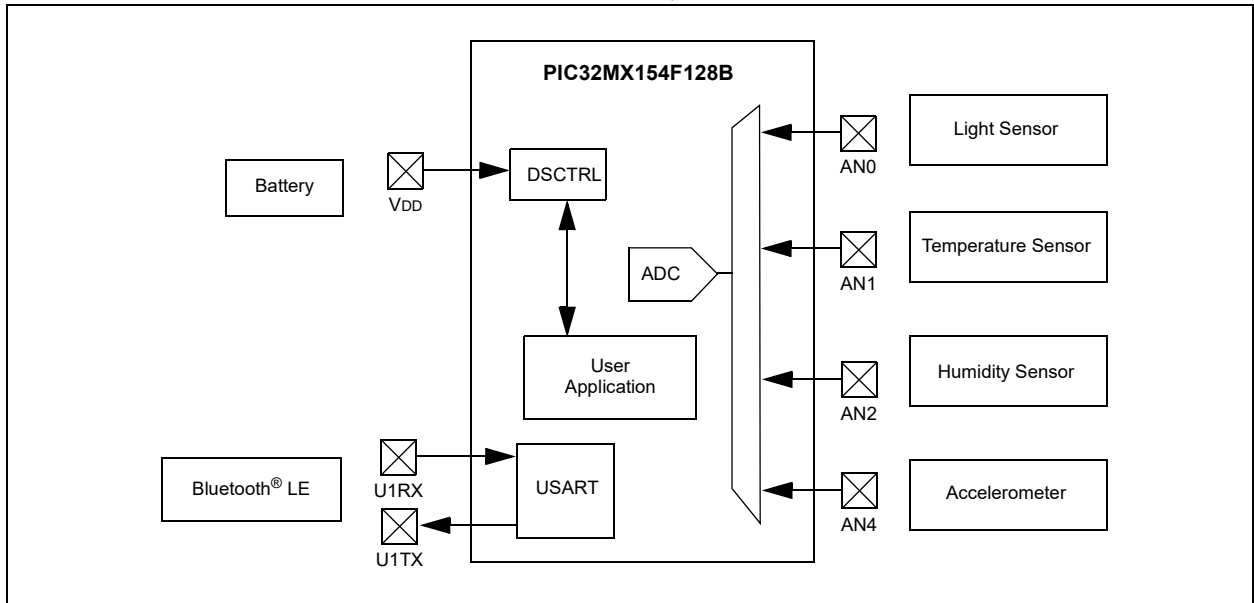 PIC32MX154F128B
Battery
VDD
DSCTRL
ADC
User
Application
Bluetooth® LE
U1RX
U1TX
USART
Light Sensor
AN0
Temperature Sensor
AN1
Humidity Sensor
AN2
Accelerometer
AN4